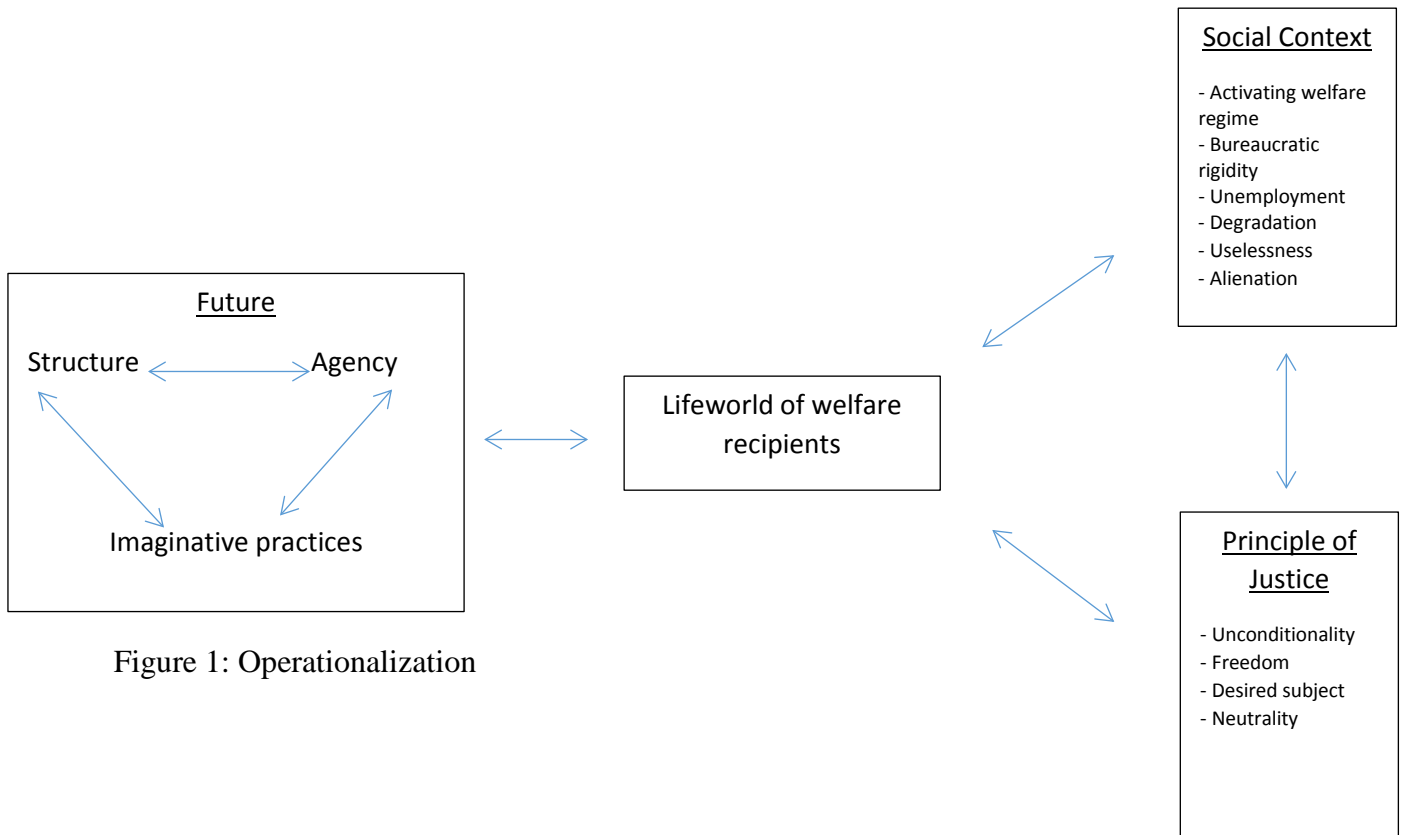 Future
Structure
Agency
Imaginative practices
Figure 1: Operationalization
Lifeworld of welfare
recipients
Social Context
- Activating welfare
regime
- Bureaucratic
rigidity
- Unemployment
- Degradation
- Uselessness
- Alienation
Principle of
Justice
- Unconditionality
- Freedom
- Desired subject
- Neutrality